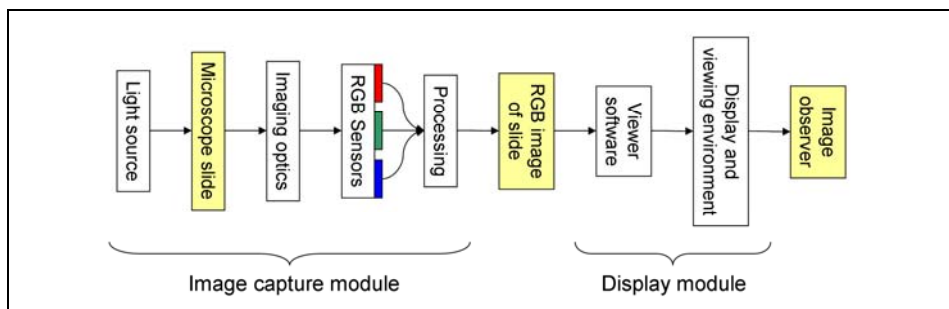 Light source
Microscope slide
Imaging optics
RGB Sensors
Processing
RGB image
of slide
Viewer
software
Display and
viewing environment
Image
observer
Image capture module
Display module